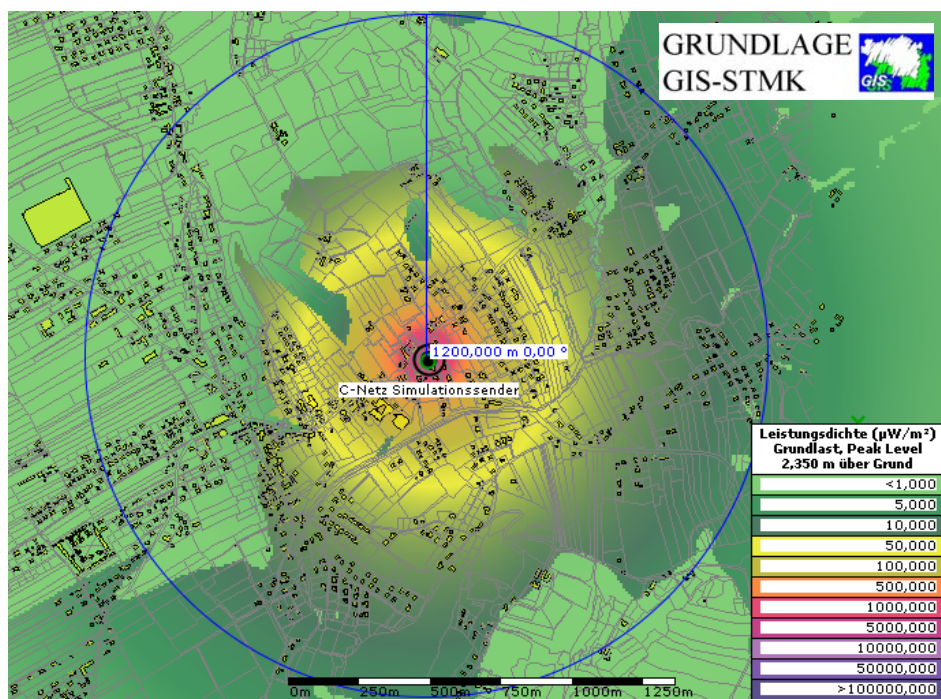 GRUNDLAGE
GIS-STMK
GIS
1200,000 m 0,00 °
C-Netz Simulationssender
Leistungsdichte (µW/m²)
Grundlast, Peak Level
2,350 m über Grund
<1,000
5,000
10,000
50,000
100,000
500,000
1000,000
5000,000
10000,000
50000,000
>100000,000
0m 250m 500m 750m 1000m 1250m